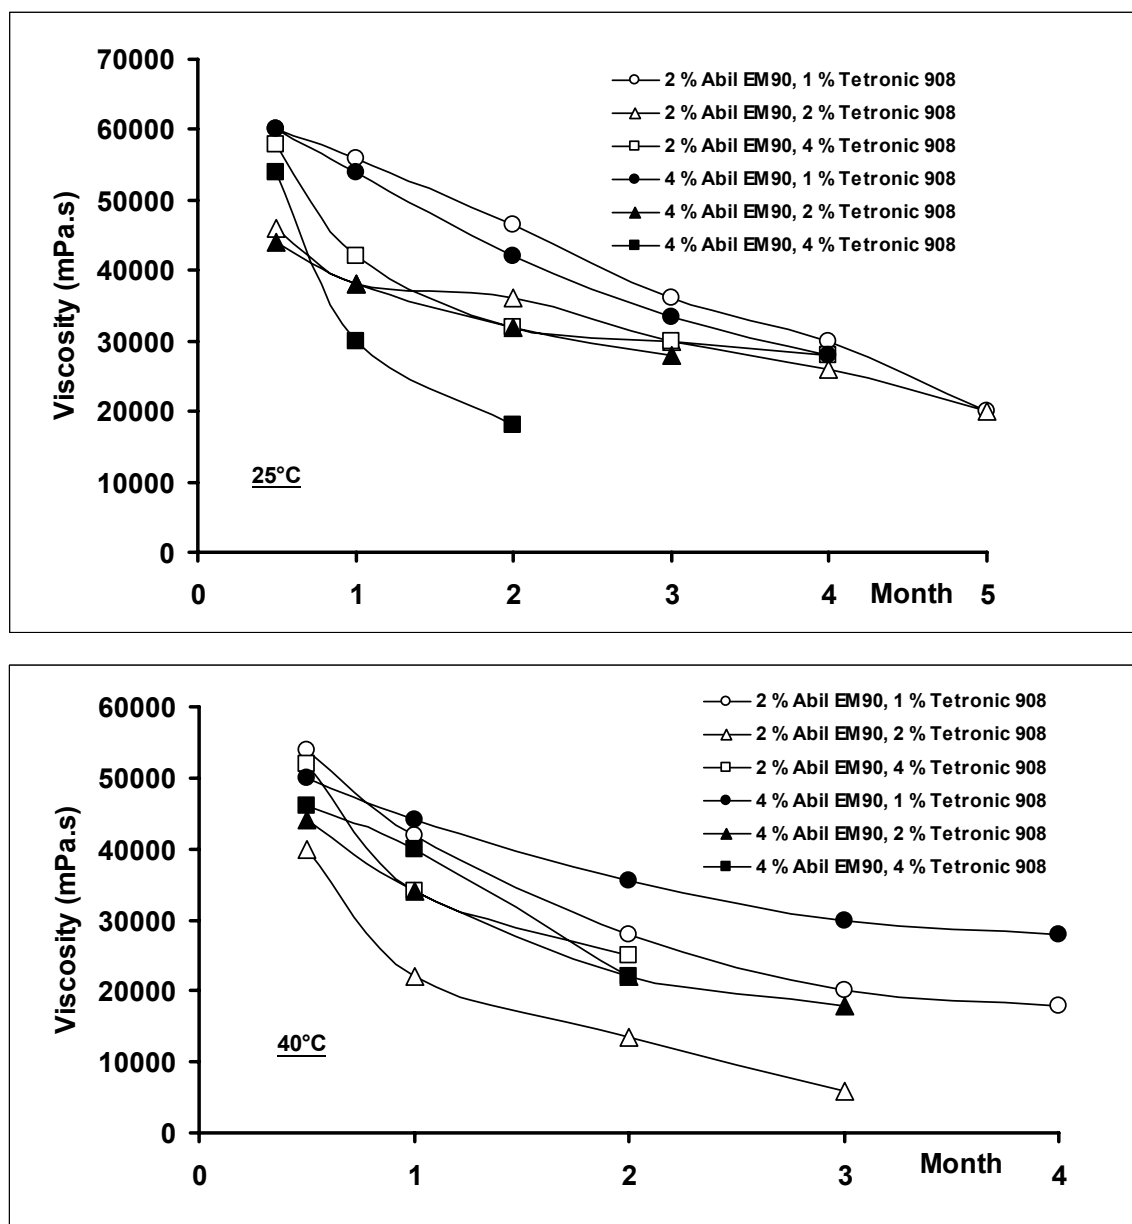 70000
60000
50000
40000
30000
20000
10000
0
Viscosity (mPa.s)
2 % Abil EM90, 1 % Tetronic 908
2 % Abil EM90, 2 % Tetronic 908
2 % Abil EM90, 4 % Tetronic 908
4 % Abil EM90, 1 % Tetronic 908
4 % Abil EM90, 2 % Tetronic 908
4 % Abil EM90, 4 % Tetronic 908
25°C
0 1 2 3 4 Month 5
60000
50000
40000
30000
20000
10000
0
Viscosity (mPa.s)
2 % Abil EM90, 1 % Tetronic 908
2 % Abil EM90, 2 % Tetronic 908
2 % Abil EM90, 4 % Tetronic 908
4 % Abil EM90, 1 % Tetronic 908
4 % Abil EM90, 2 % Tetronic 908
4 % Abil EM90, 4 % Tetronic 908
40°C
0 1 2 3 Month 4